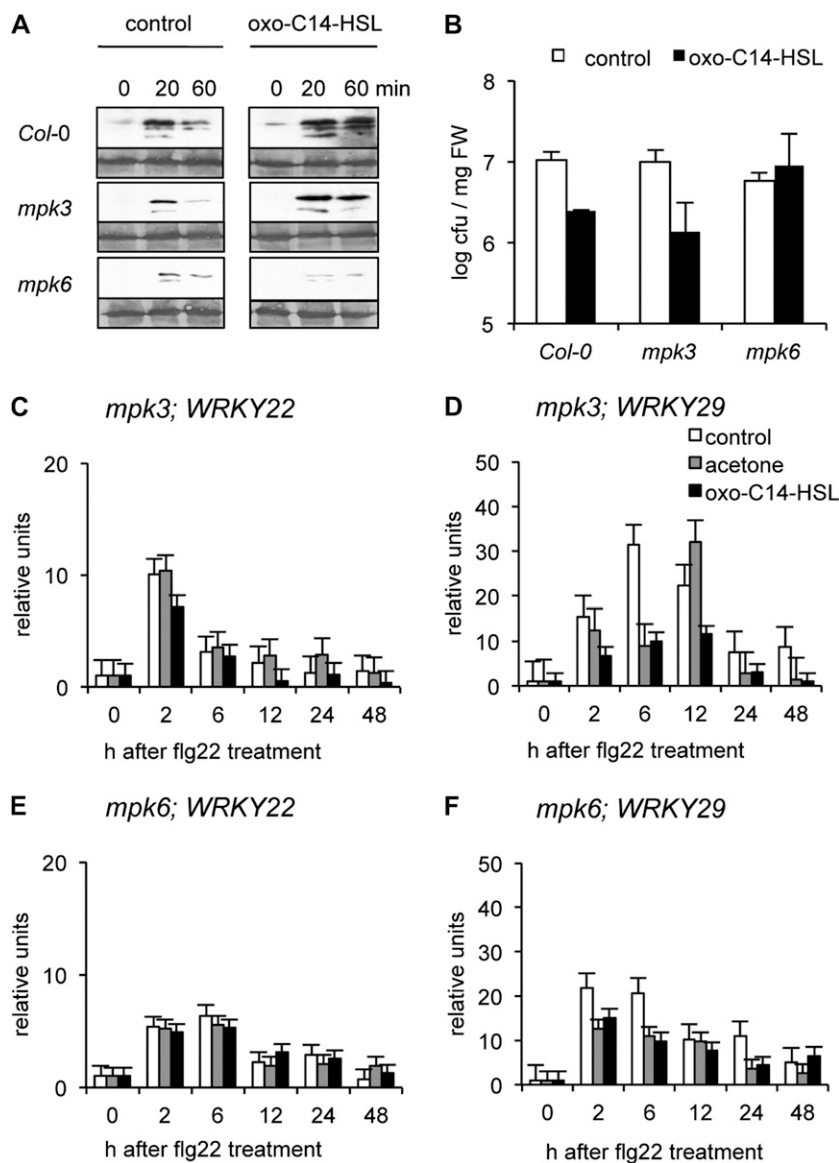 A
control
oxo-C14-HSL
0 20 60 0 20 60 min
Col-0
mpk3
mpk6
B
control
oxo-C14-HSL
log cfu / mg FW
8
7
6
5
Col-0 mpk3 mpk6
C
mpk3; WRKY22
relative units
20
10
0
0 2 6 12 24 48
h after flg22 treatment
D
mpk3; WRKY29
control
acetone
oxo-C14-HSL
relative units
50
40
30
20
10
0
0 2 6 12 24 48
h after flg22 treatment
E
mpk6; WRKY22
relative units
20
10
0
0 2 6 12 24 48
h after flg22 treatment
F
mpk6; WRKY29
relative units
50
40
30
20
10
0
0 2 6 12 24 48
h after flg22 treatment